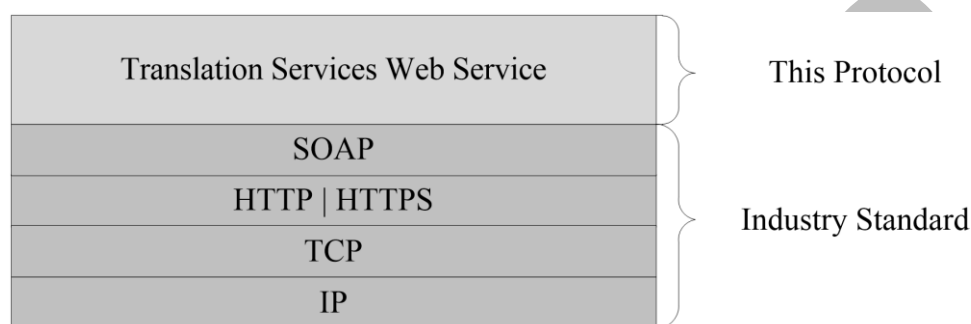 Translation Services Web Service
This Protocol
SOAP
HTTP | HTTPS
Industry Standard
TCP
IP